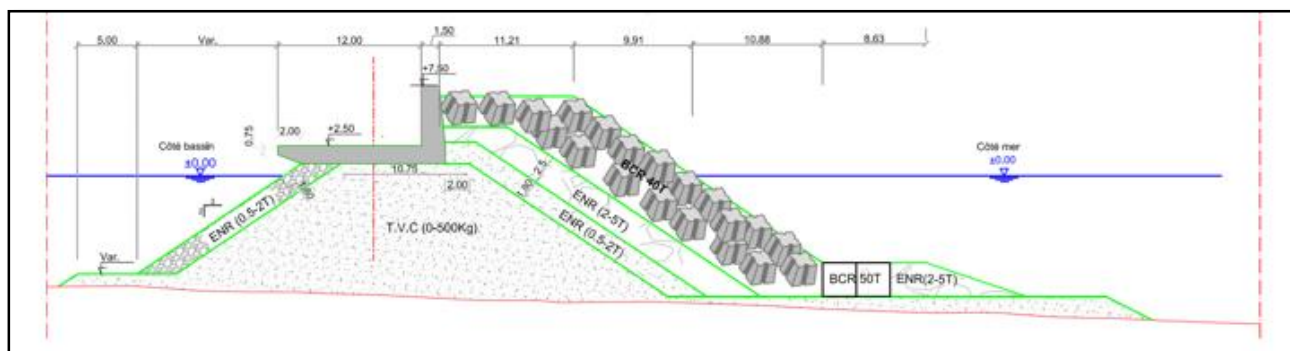 1.50
5.00 Var. 12.00 11.21 9.91 10.88 8.63
+7.50
0.75 2.00 +2.50
Côté bassin
±0.00
Côté mer
±0.00
10.75
2.00
BCR 40T
ENR (0.5-2T)
T.V.C (0-500Kg)
ENR (2-5T)
ENR (0.5-2T)
Var.
BCR 50T
ENR(2-5T)